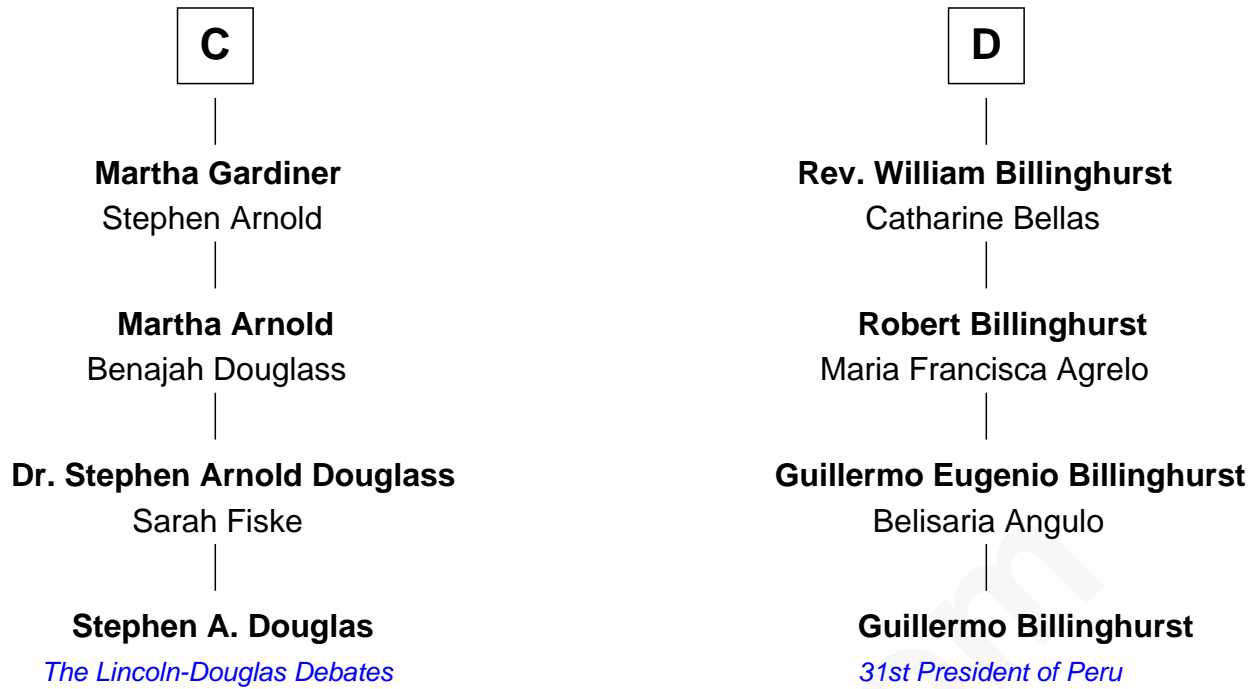 C
Martha Gardiner
Stephen Arnold
Martha Arnold
Benajah Douglass
Dr. Stephen Arnold Douglass
Sarah Fiske
Stephen A. Douglas
The Lincoln-Douglas Debates
D
Rev. William Billinghurst
Catharine Bellas
Robert Billinghurst
Maria Francisca Agrelo
Guillermo Eugenio Billinghurst
Belisaria Angulo
Guillermo Billinghurst
31st President of Peru